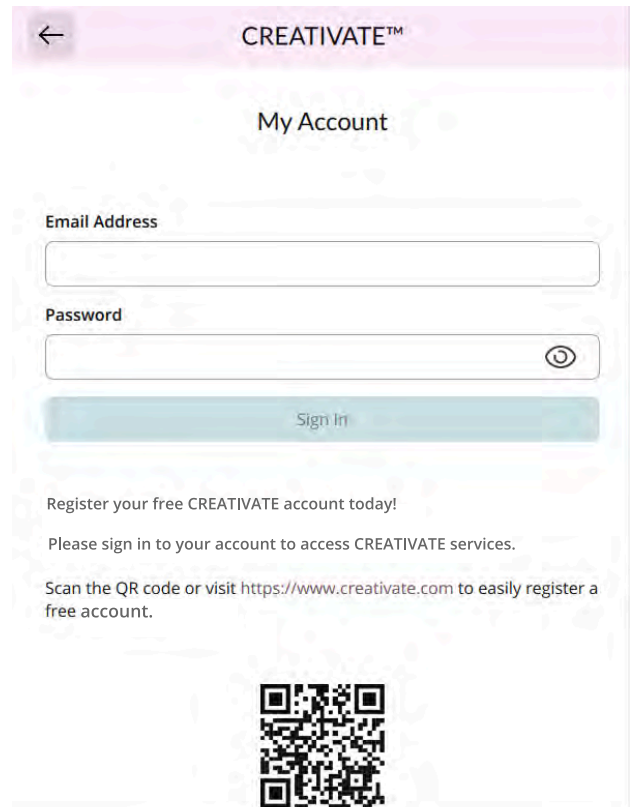 CREATIVATE™
My Account
Email Address
Password
Sign In
Register your free CREATIVATE account today!
Please sign in to your account to access CREATIVATE services.
Scan the QR code or visit https://www.creativate.com to easily register a
free account.